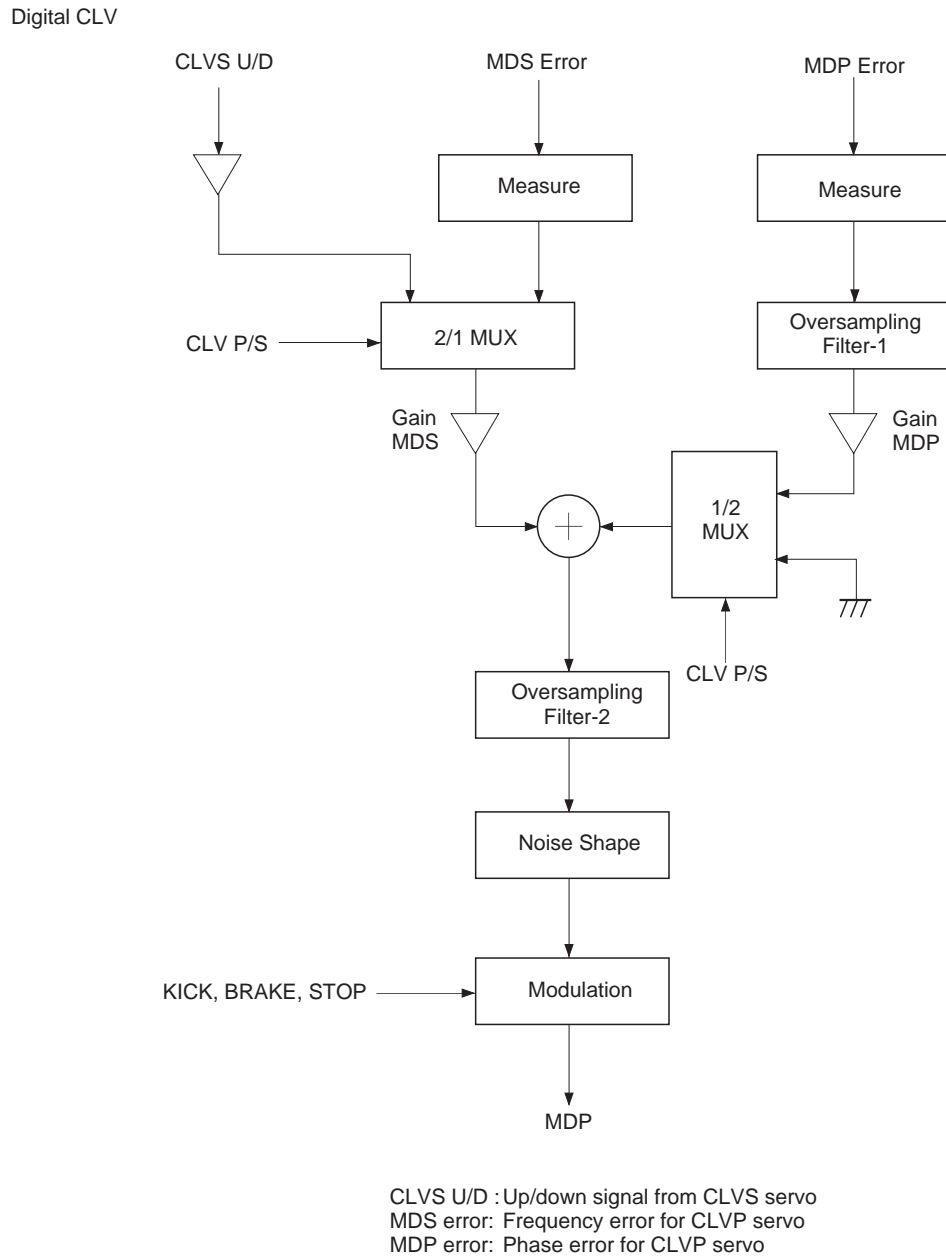 Digital CLV
CLVS U/D
MDS Error
MDP Error
Measure
Measure
Oversampling
Filter-1
CLV P/S
2/1 MUX
Gain
MDS
Gain
MDP
1/2
MUX
CLV P/S
Oversampling
Filter-2
Noise Shape
KICK, BRAKE, STOP
Modulation
MDP
CLVS U/D : Up/down signal from CLVS servo
MDS error: Frequency error for CLVP servo
MDP error: Phase error for CLVP servo